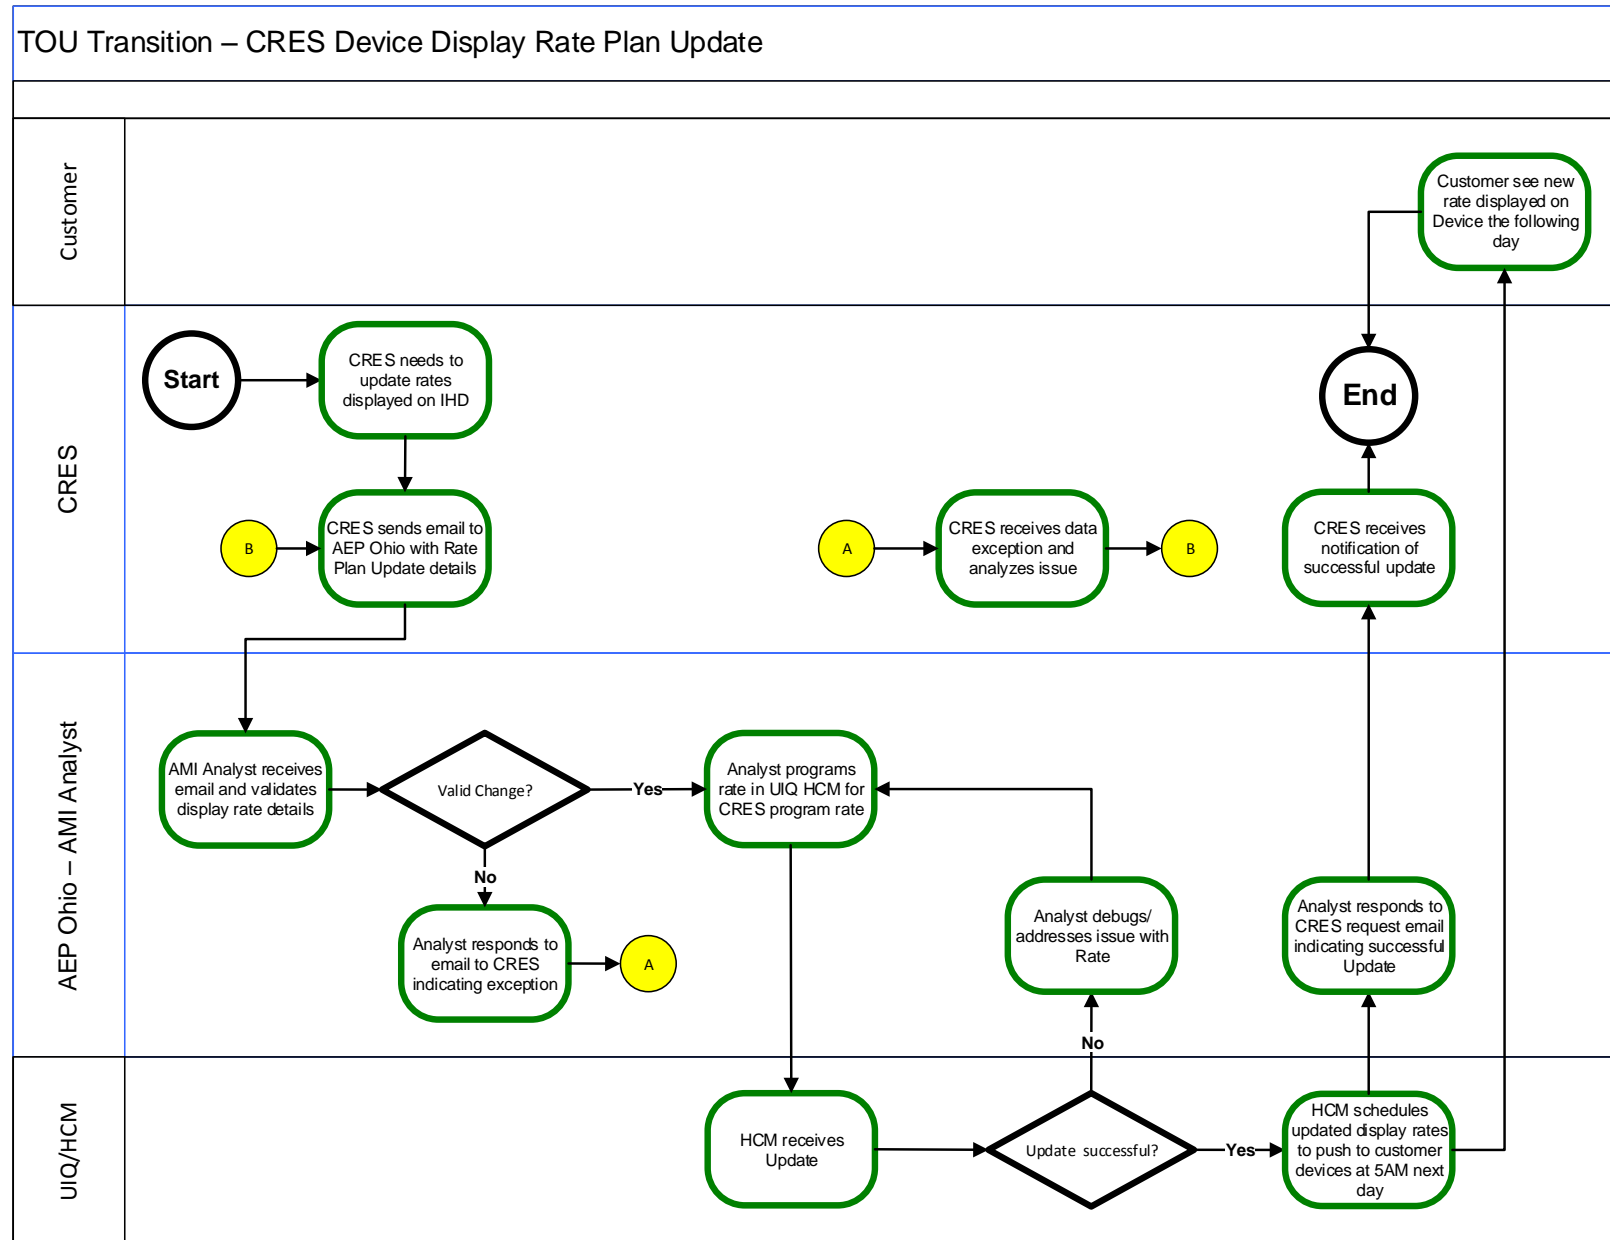 TOU Transition – CRES Device Display Rate Plan Update
Customer
Customer see new
rate displayed on
Device the following
day
CRES
Start
CRES needs to
update rates
displayed on IHD
End
B
CRES sends email to
AEP Ohio with Rate
Plan Update details
A
CRES receives data
exception and
analyzes issue
B
CRES receives
notification of
successful update
AEP Ohio – AMI Analyst
AMI Analyst receives
email and validates
display rate details
Valid Change?
Yes
Analyst programs
rate in UIQ HCM for
CRES program rate
No
Analyst responds to
email to CRES
indicating exception
A
Analyst debugs/
addresses issue with
Rate
Analyst responds to
CRES request email
indicating successful
Update
No
UIQ/HCM
HCM receives
Update
Update successful?
Yes
HCM schedules
updated display rates
to push to customer
devices at 5AM next
day